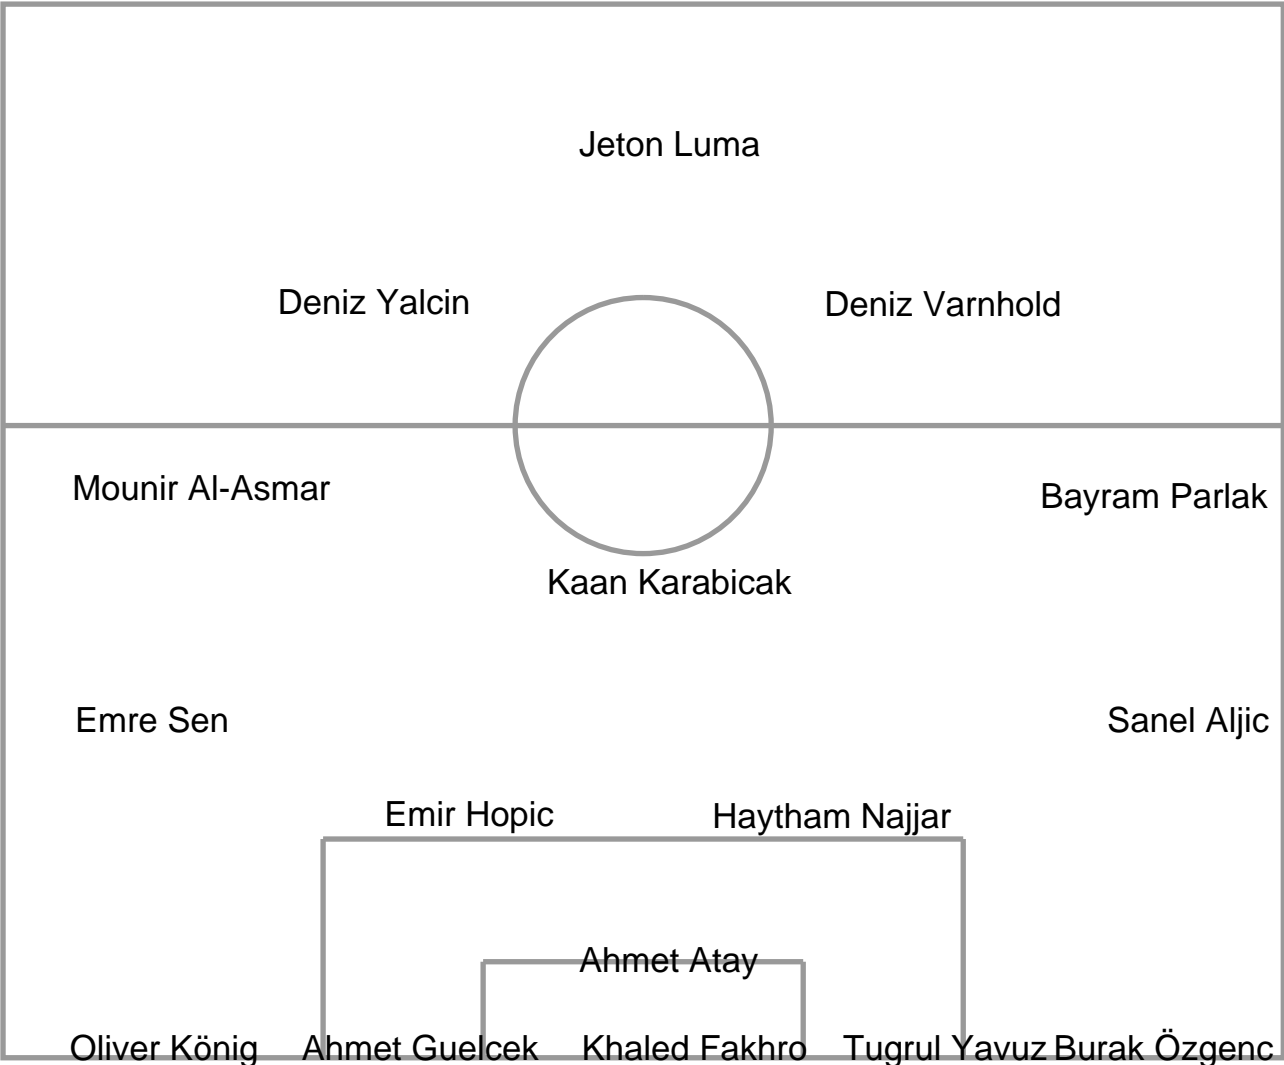 Jeton Luma
Deniz Yalcin
Deniz Varnhold
Mounir Al-Asmar
Bayram Parlak
Kaan Karabicak
Emre Sen
Sanel Aljic
Emir Hopic
Haytham Najjar
Ahmet Atay
Oliver König
Ahmet Guelcek
Khaled Fakhro
Tugrul Yavuz
Burak Özgenc